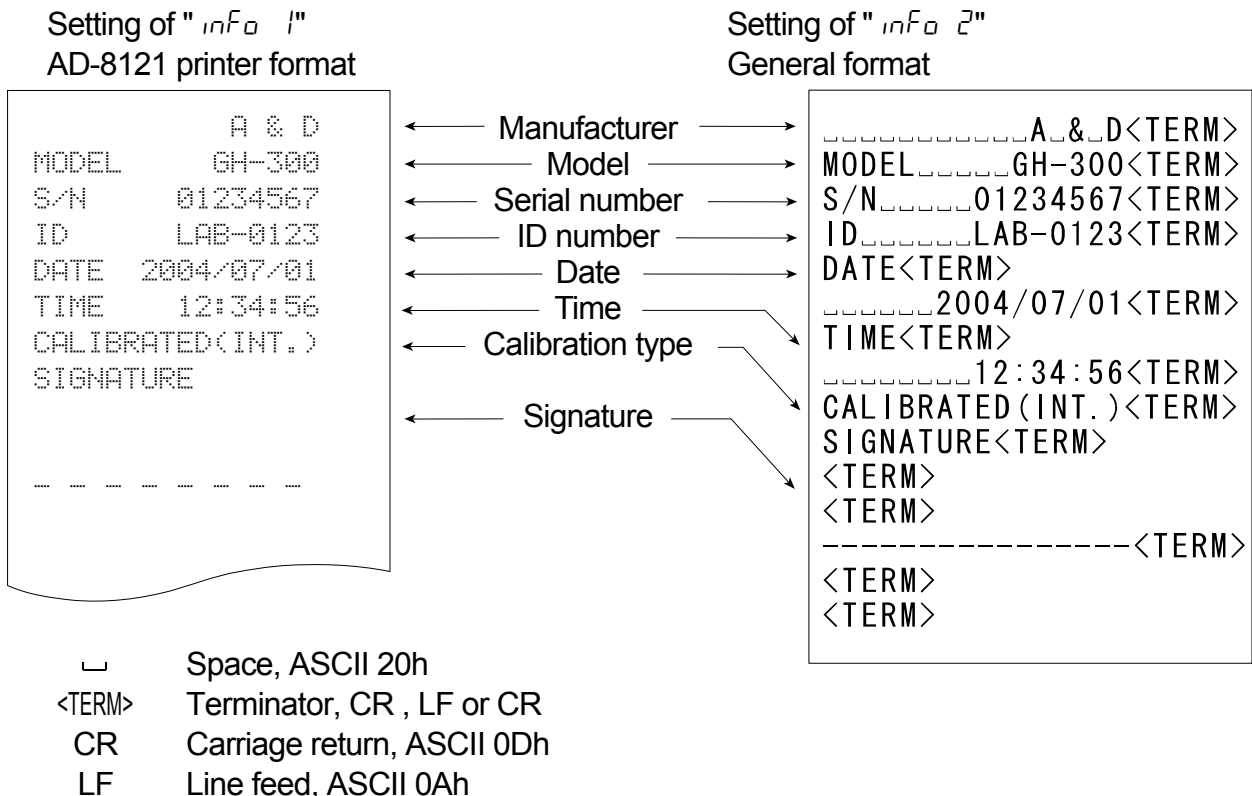 Setting of " inFo 1"
AD-8121 printer format
A & D
MODEL GH-300
S/N 01234567
ID LAB-0123
DATE 2004/07/01
TIME 12:34:56
CALIBRATED(INT.)
SIGNATURE
_ _ _ _ _ _ _ _
Manufacturer
Model
Serial number
ID number
Date
Time
Calibration type
Signature
Setting of " inFo 2"
General format
␣␣␣␣␣␣␣␣␣␣␣A␣&␣D<TERM>
MODEL␣␣␣␣␣GH-300<TERM>
S/N␣␣␣␣␣01234567<TERM>
ID␣␣␣␣␣␣LAB-0123<TERM>
DATE<TERM>
␣␣␣␣␣␣2004/07/01<TERM>
TIME<TERM>
␣␣␣␣␣␣␣␣12:34:56<TERM>
CALIBRATED(INT.)<TERM>
SIGNATURE<TERM>
<TERM>
<TERM>
----------------<TERM>
<TERM>
<TERM>
␣ Space, ASCII 20h
<TERM> Terminator, CR , LF or CR
CR Carriage return, ASCII 0Dh
LF Line feed, ASCII 0Ah